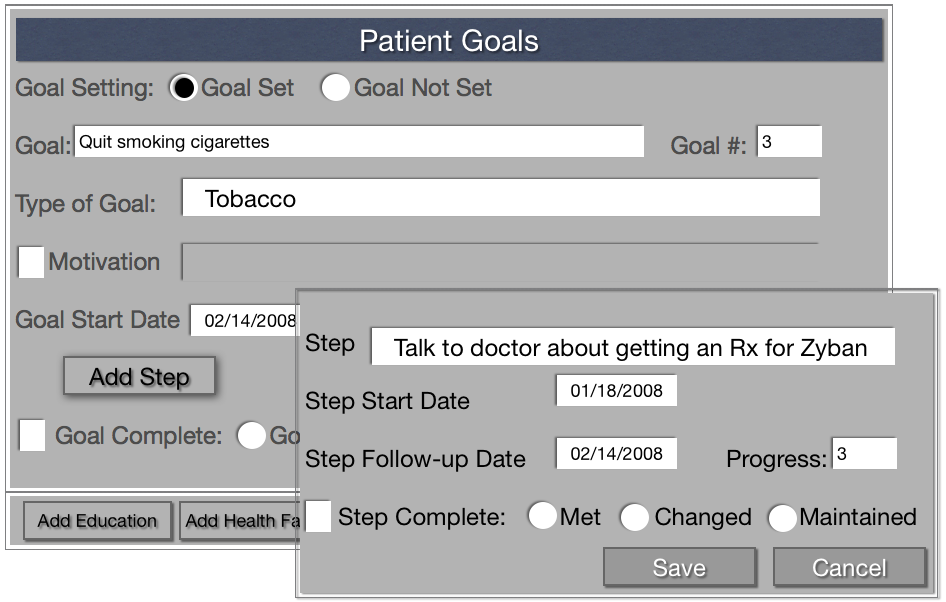 Patient Goals
Goal Setting: Goal Set Goal Not Set
Goal: Quit smoking cigarettes Goal #: 3
Type of Goal: Tobacco
Motivation
Goal Start Date 02/14/2008
Add Step
Goal Complete: Go
Add Education Add Health Fa
Step Talk to doctor about getting an Rx for Zyban
Step Start Date 01/18/2008
Step Follow-up Date 02/14/2008 Progress: 3
Step Complete: Met Changed Maintained
Save Cancel